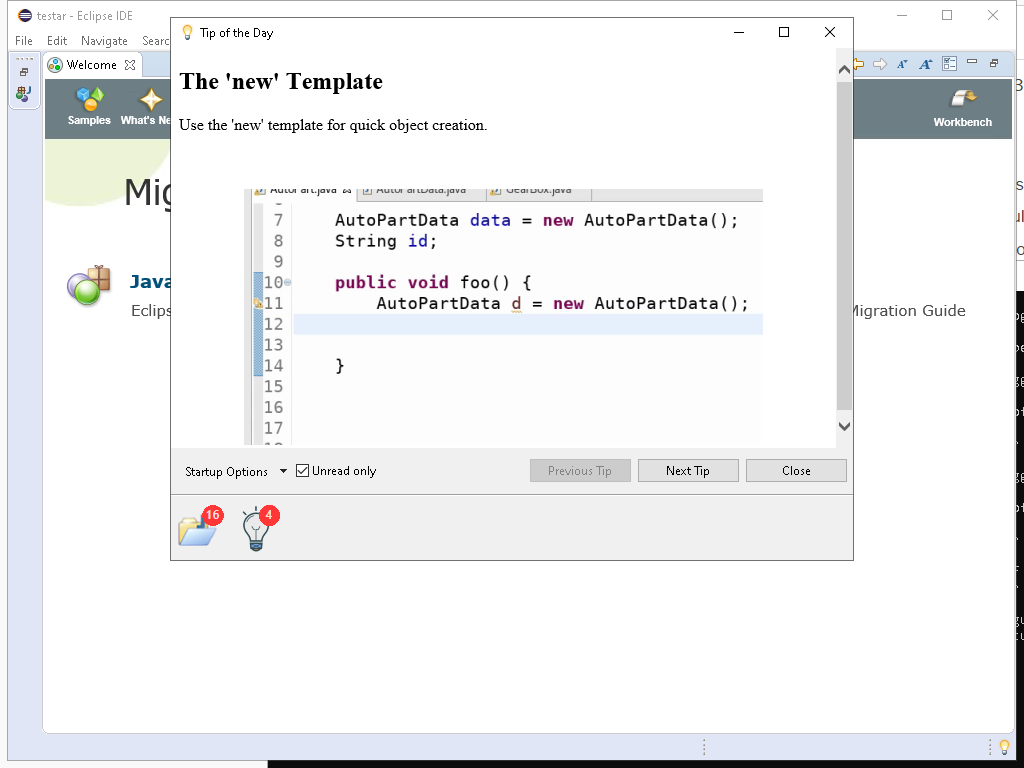 testar - Eclipse IDE
File Edit Navigate Searc
Welcome
Samples What's Ne
Workbench
Mig
Java
Eclips
Migration Guide
Tip of the Day
The 'new' Template
Use the 'new' template for quick object creation.
AutoPart.java AutoPartData.java GearBox.java
7 AutoPartData data = new AutoPartData();
8 String id;
9
10 public void foo() {
11 AutoPartData d = new AutoPartData();
12
13
14 }
15
16
17
Startup Options Unread only Previous Tip Next Tip Close
16 4